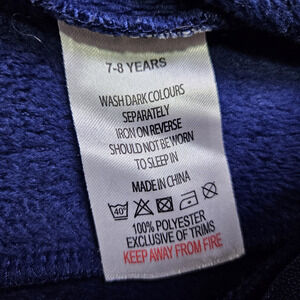 7-8 YEARS
WASH DARK COLOURS
SEPARATELY
IRON ON REVERSE
SHOULD NOT BE WORN
TO SLEEP IN
MADE IN CHINA
40°
100% POLYESTER
EXCLUSIVE OF TRIMS
KEEP AWAY FROM FIRE